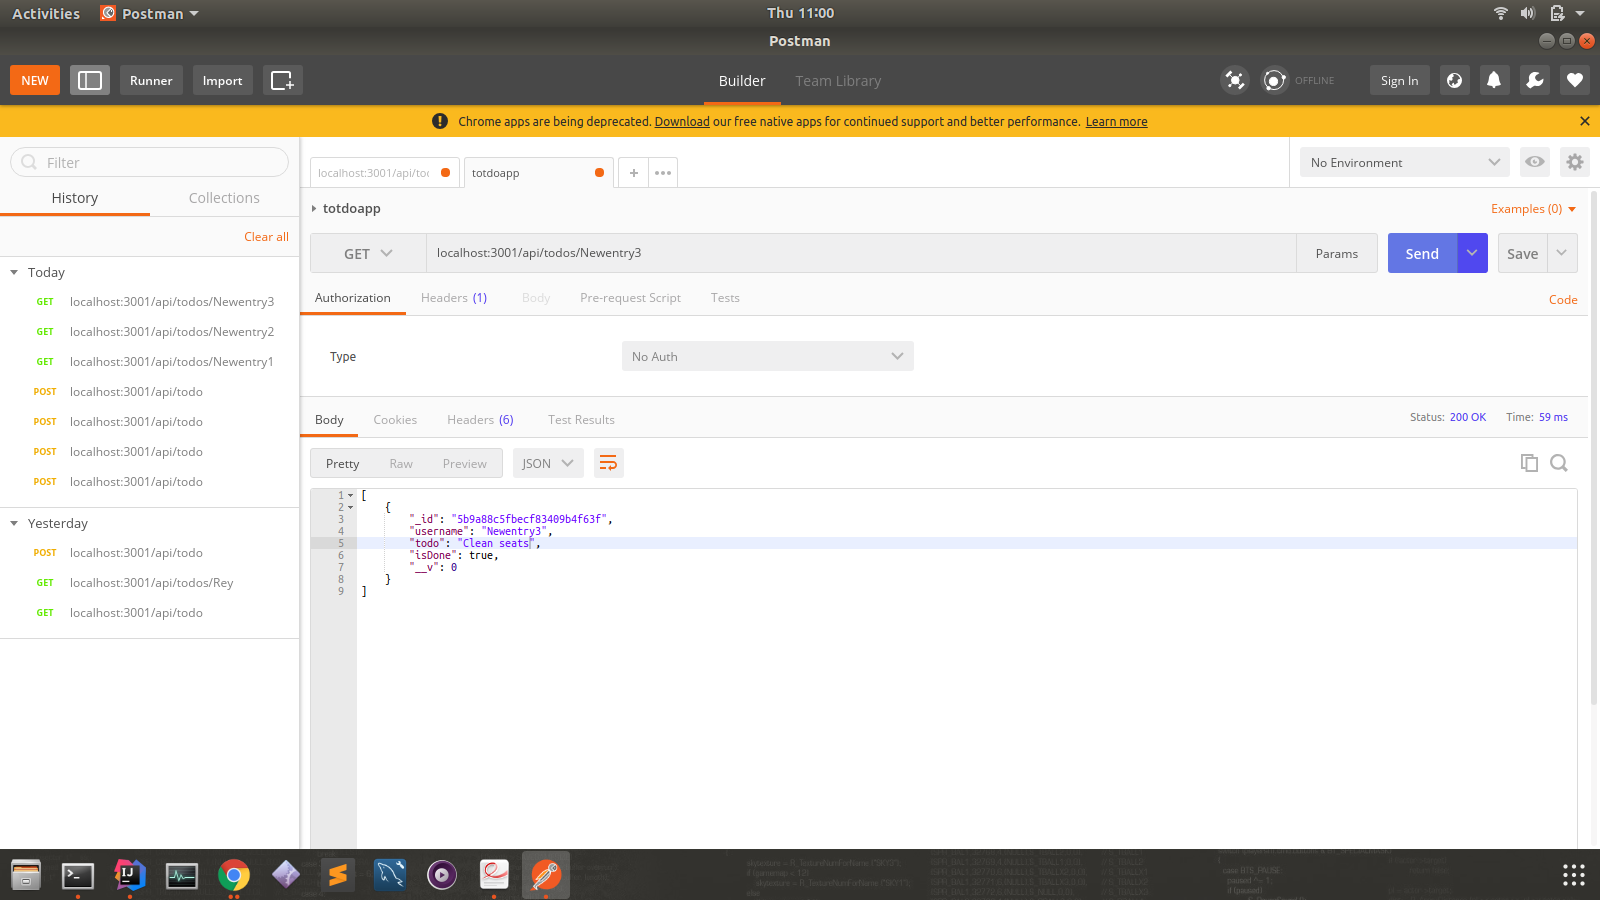 Activities Postman Thu 11:00
Postman
NEW Runner Import Builder Team Library OFFLINE Sign In
Chrome apps are being deprecated. Download our free native apps for continued support and better performance. Learn more
Filter
History Collections
Clear all
Today
GET localhost:3001/api/todos/Newentry3
GET localhost:3001/api/todos/Newentry2
GET localhost:3001/api/todos/Newentry1
POST localhost:3001/api/todo
POST localhost:3001/api/todo
POST localhost:3001/api/todo
POST localhost:3001/api/todo
Yesterday
POST localhost:3001/api/todo
GET localhost:3001/api/todos/Rey
GET localhost:3001/api/todo
localhost:3001/api/to totdoapp + ••• No Environment
totdoapp Examples (0)
GET localhost:3001/api/todos/Newentry3 Params Send Save
Authorization Headers (1) Body Pre-request Script Tests Code
Type No Auth
Body Cookies Headers (6) Test Results Status: 200 OK Time: 59 ms
Pretty Raw Preview JSON
1 [
2 {
3 "_id": "5b9a88c5fbecf83409b4f63f",
4 "username": "Newentry3",
5 "todo": "Clean seats",
6 "isDone": true,
7 "__v": 0
8 }
9 ]
IJ